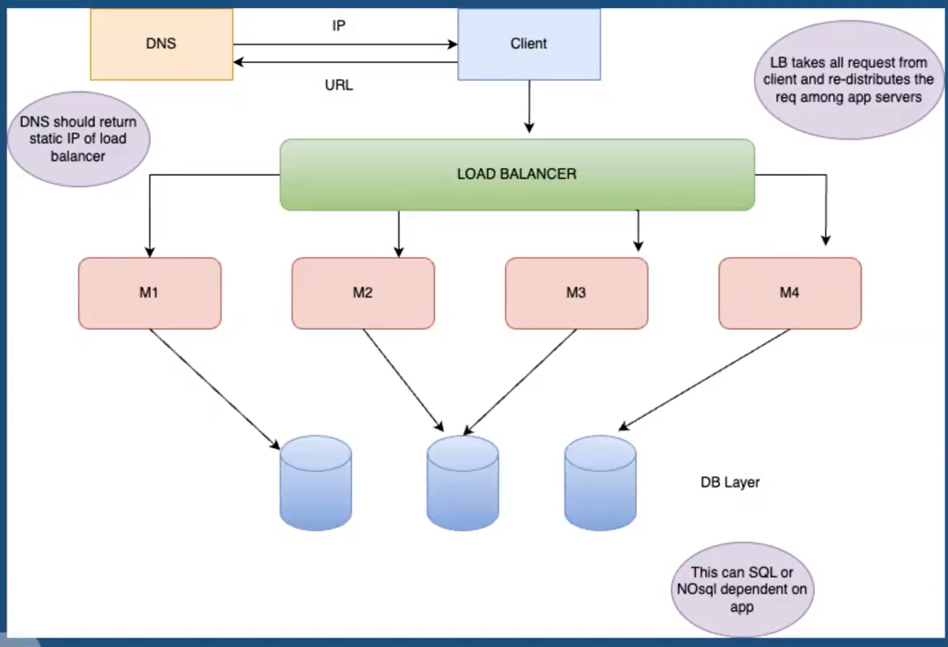 IP
DNS
Client
URL
LB takes all request from
client and re-distributes the
req among app servers
DNS should return
static IP of load
balancer
LOAD BALANCER
M1
M2
M3
M4
DB Layer
This can SQL or
NOsql dependent on
app